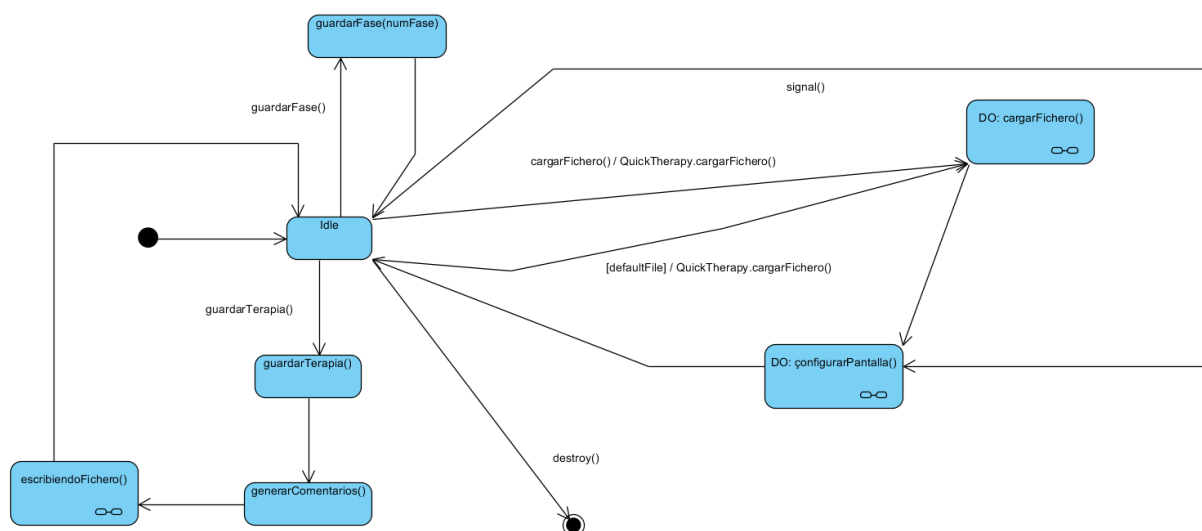 guardarFase(numFase)
signal()
guardarFase()
DO: cargarFichero()
cargarFichero() / QuickTherapy.cargarFichero()
Idle
[defaultFile] / QuickTherapy.cargarFichero()
guardarTerapia()
guardarTerapia()
DO: çonfigurarPantalla()
destroy()
escribiendoFichero()
generarComentarios()